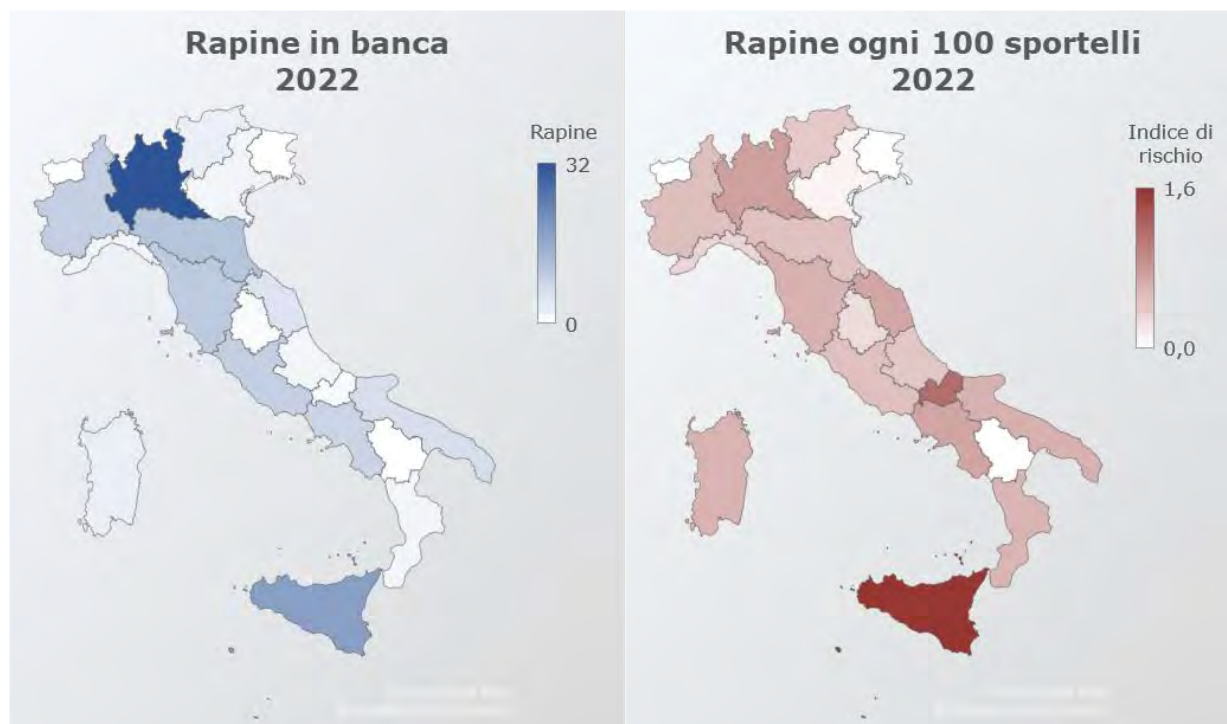 Rapine in banca
2022
Rapine
32
0
Rapine ogni 100 sportelli
2022
Indice di
rischio
1,6
0,0